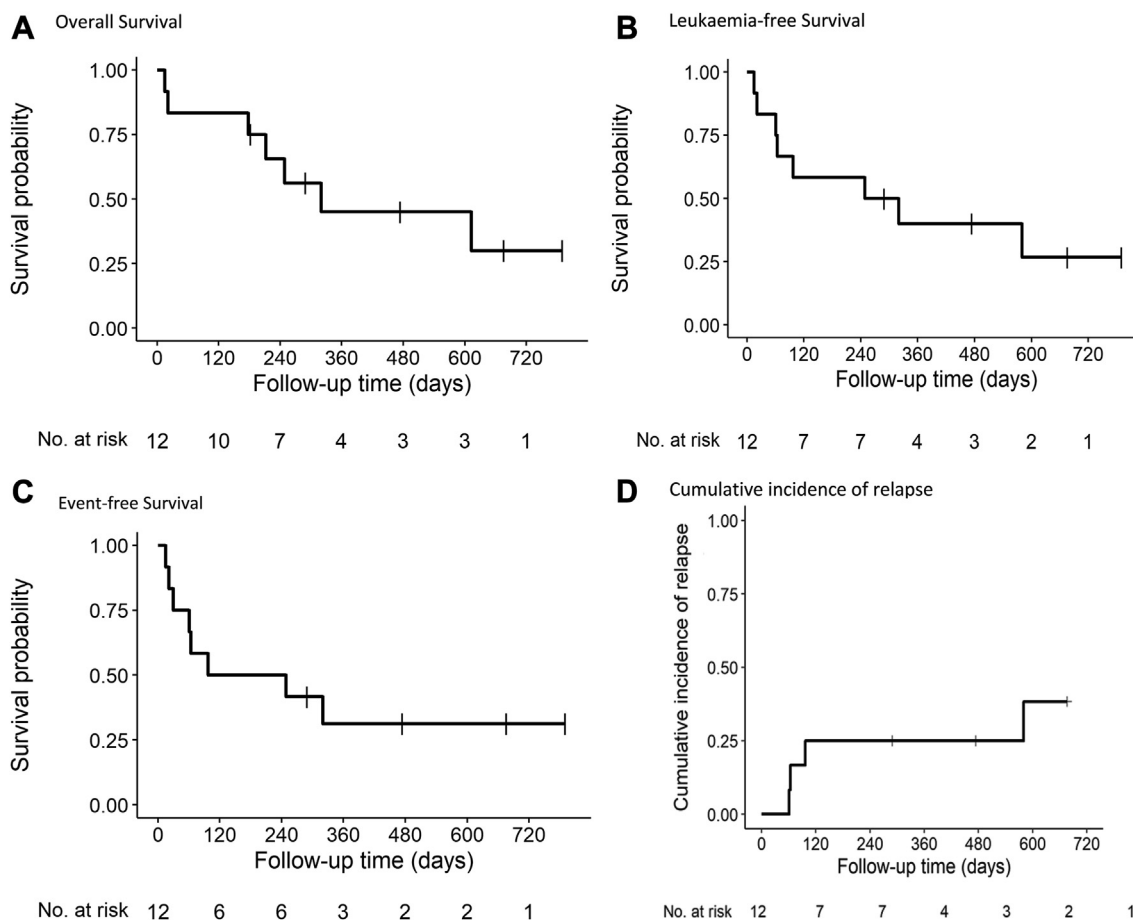 A Overall Survival
Survival probability
1.00
0.75
0.50
0.25
0.00
0 120 240 360 480 600 720
Follow-up time (days)
No. at risk 12 10 7 4 3 3 1
B Leukaemia-free Survival
Survival probability
1.00
0.75
0.50
0.25
0.00
0 120 240 360 480 600 720
Follow-up time (days)
No. at risk 12 7 7 4 3 2 1
C Event-free Survival
Survival probability
1.00
0.75
0.50
0.25
0.00
0 120 240 360 480 600 720
Follow-up time (days)
No. at risk 12 6 6 3 2 2 1
D Cumulative incidence of relapse
Cumulative incidence of relapse
1.00
0.75
0.50
0.25
0.00
0 120 240 360 480 600 720
Follow-up time (days)
No. at risk 12 7 7 4 3 2 1